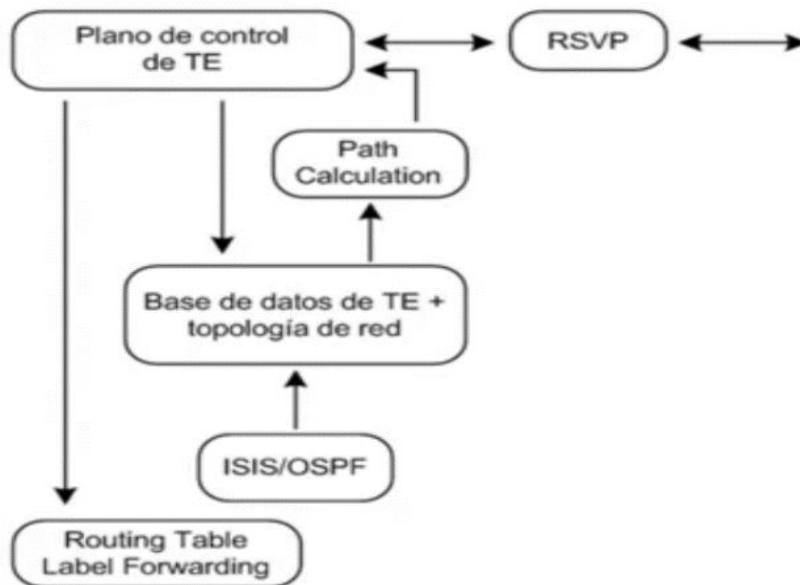 Plano de control
de TE
RSVP
Path
Calculation
Base de datos de TE +
topología de red
ISIS/OSPF
Routing Table
Label Forwarding